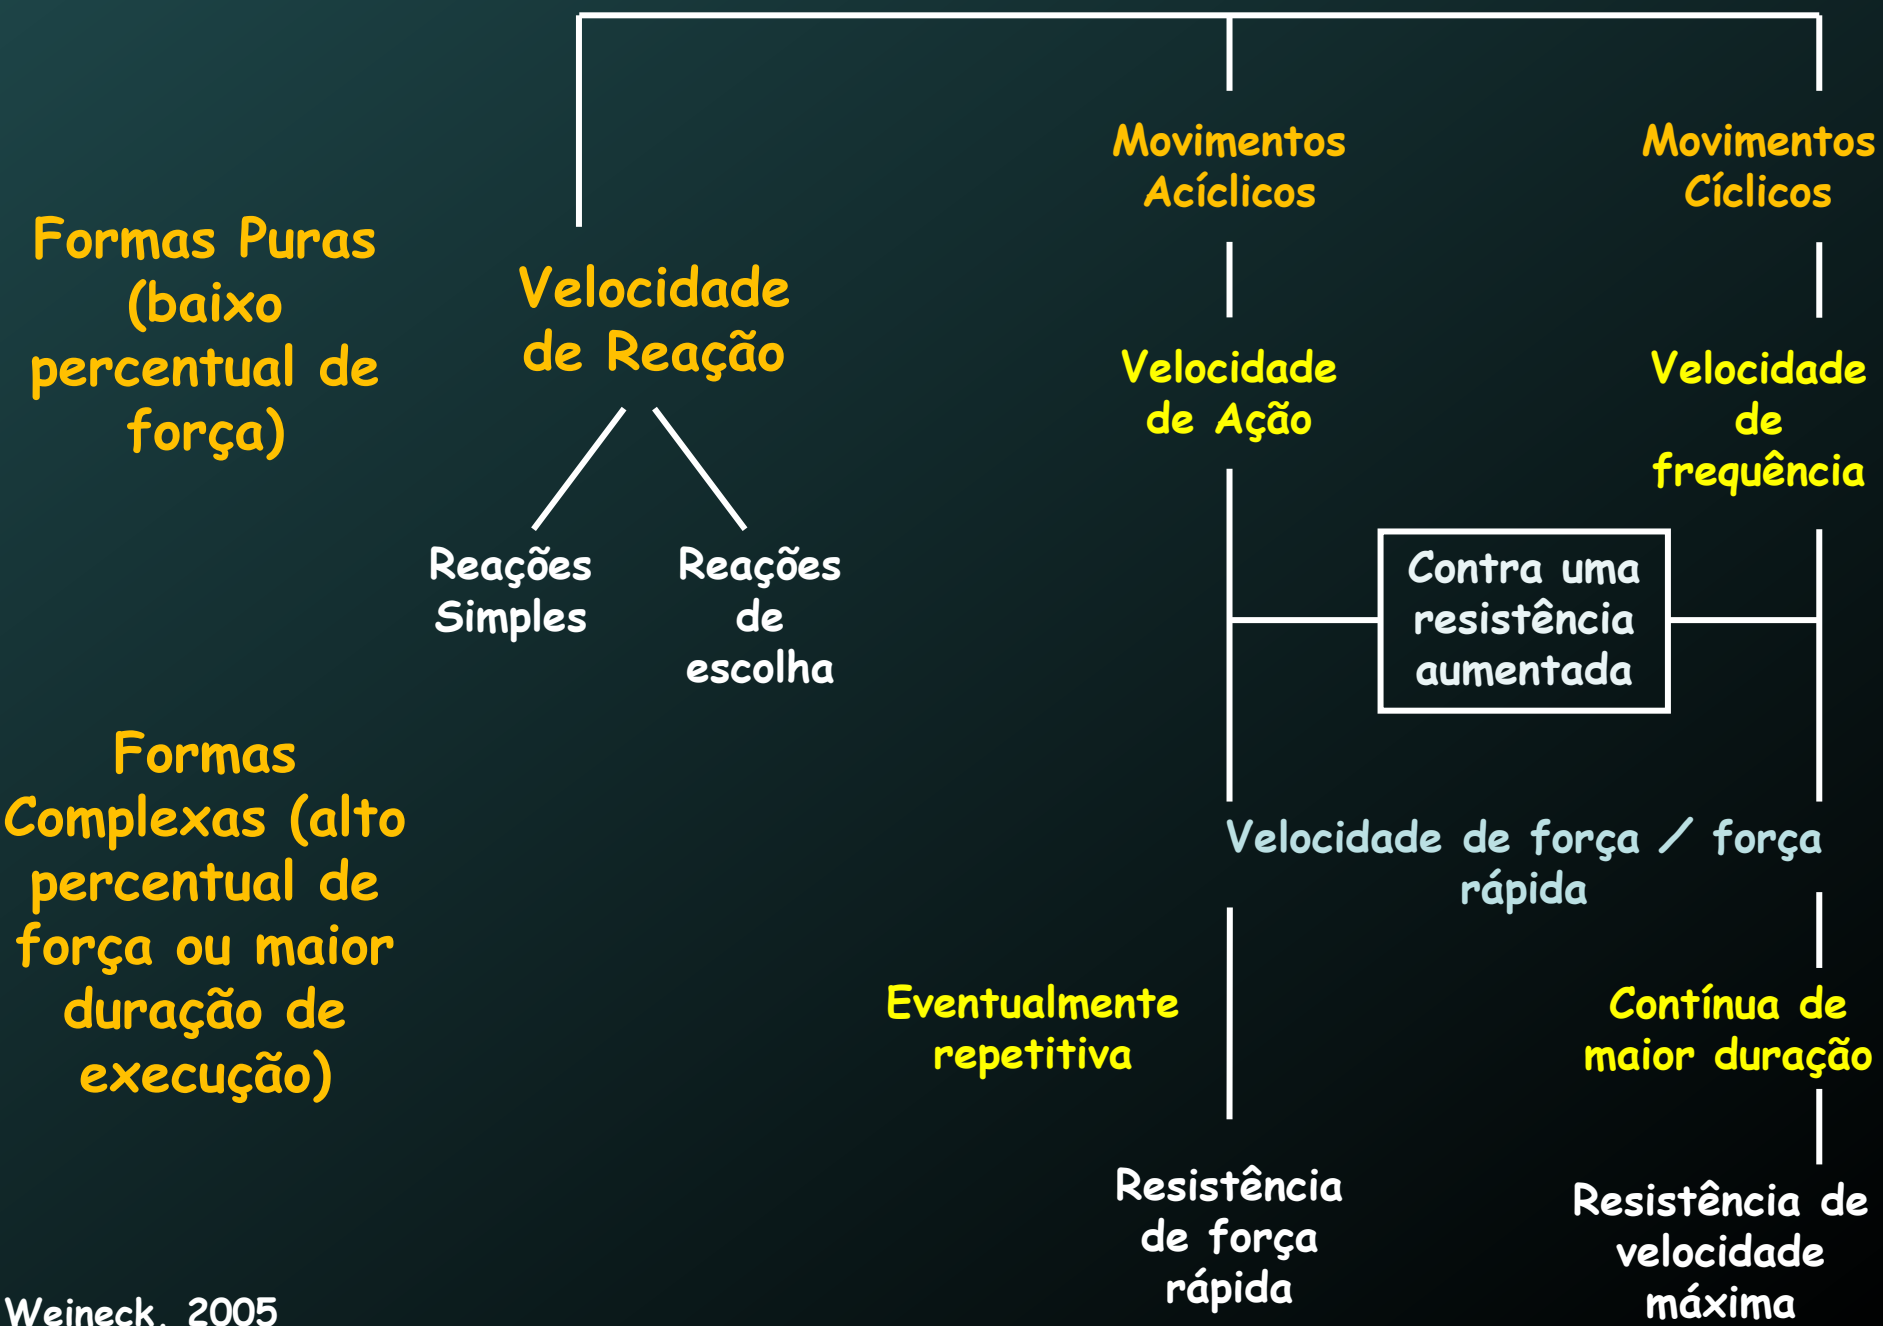 Movimentos
Acíclicos
Movimentos
Cíclicos
Formas Puras
(baixo
percentual de
força)
Velocidade
de Reação
Velocidade
de Ação
Velocidade
de
frequência
Reações
Simples
Reações
de
escolha
Contra uma
resistência
aumentada
Formas
Complexas (alto
percentual de
força ou maior
duração de
execução)
Velocidade de força / força
rápida
Eventualmente
repetitiva
Contínua de
maior duração
Resistência
de força
rápida
Resistência de
velocidade
máxima
Weineck, 2005